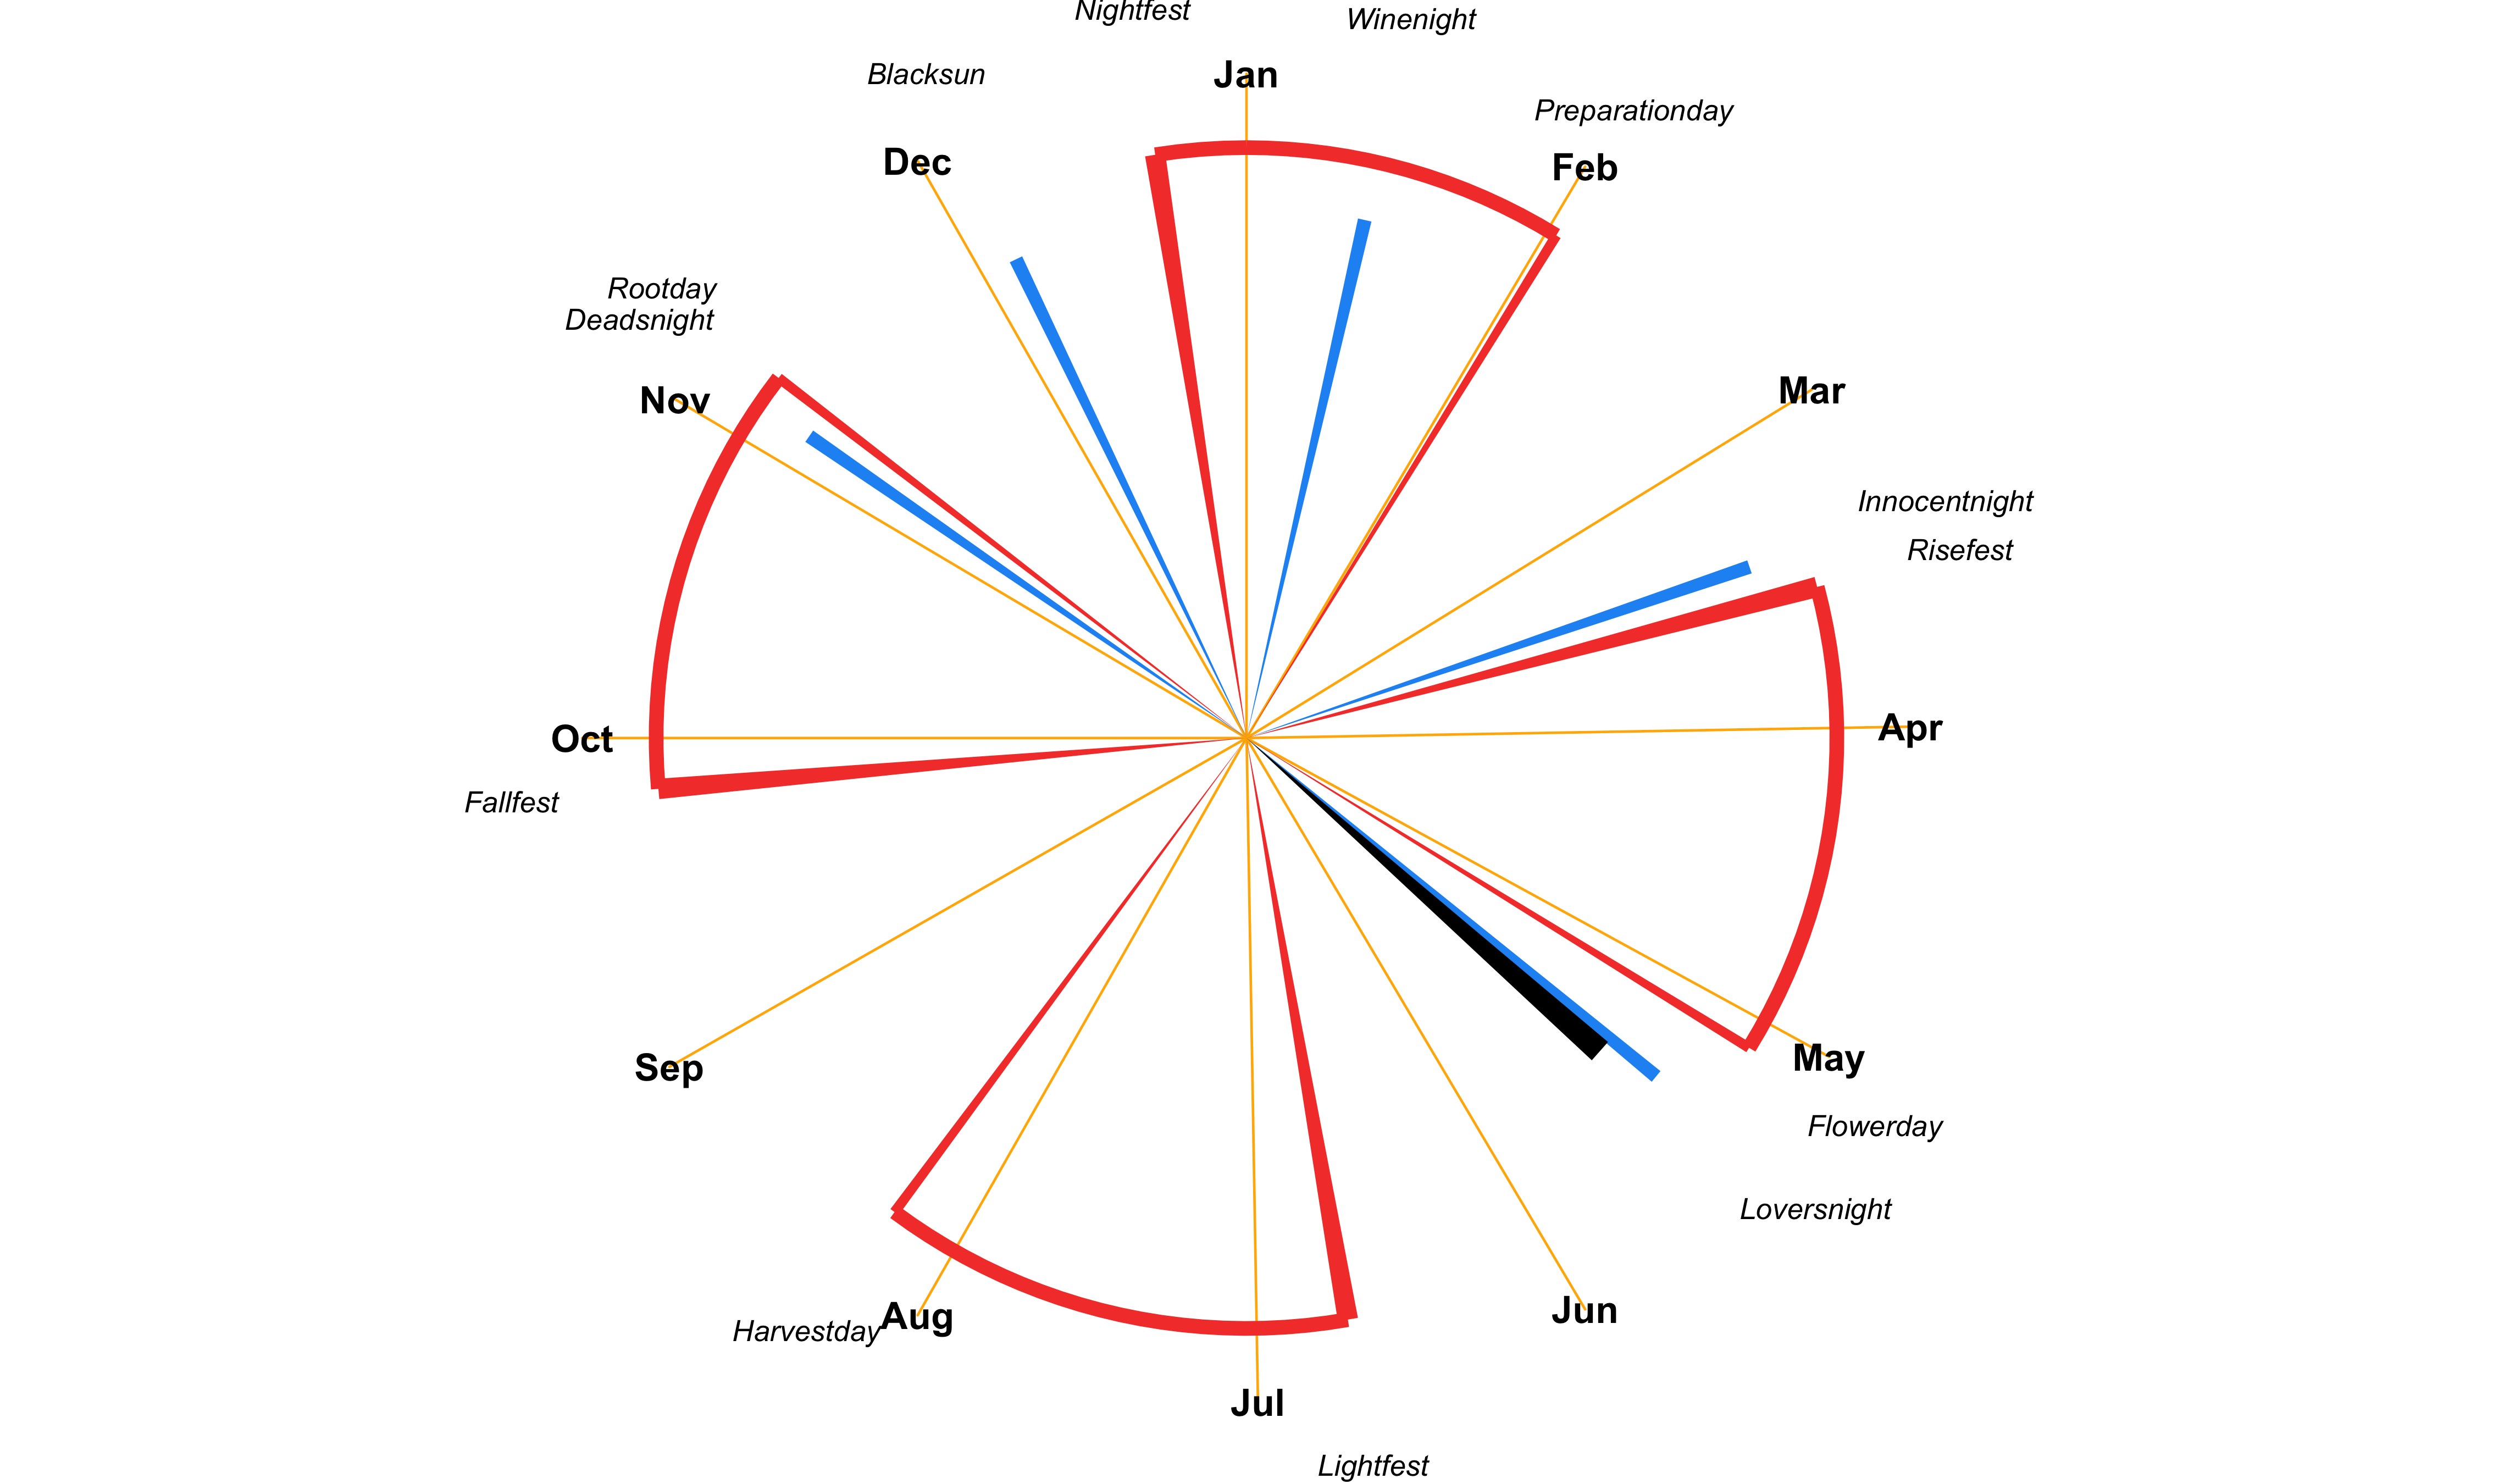 Nightfest
Winenight
Blacksun
Jan
Preparationday
Dec
Feb
Rootday
Deadsnight
Nov
Mar
Innocentnight
Risefest
Oct
Apr
Fallfest
Sep
May
Flowerday
Loversnight
Harvestday
Aug
Jun
Jul
Lightfest